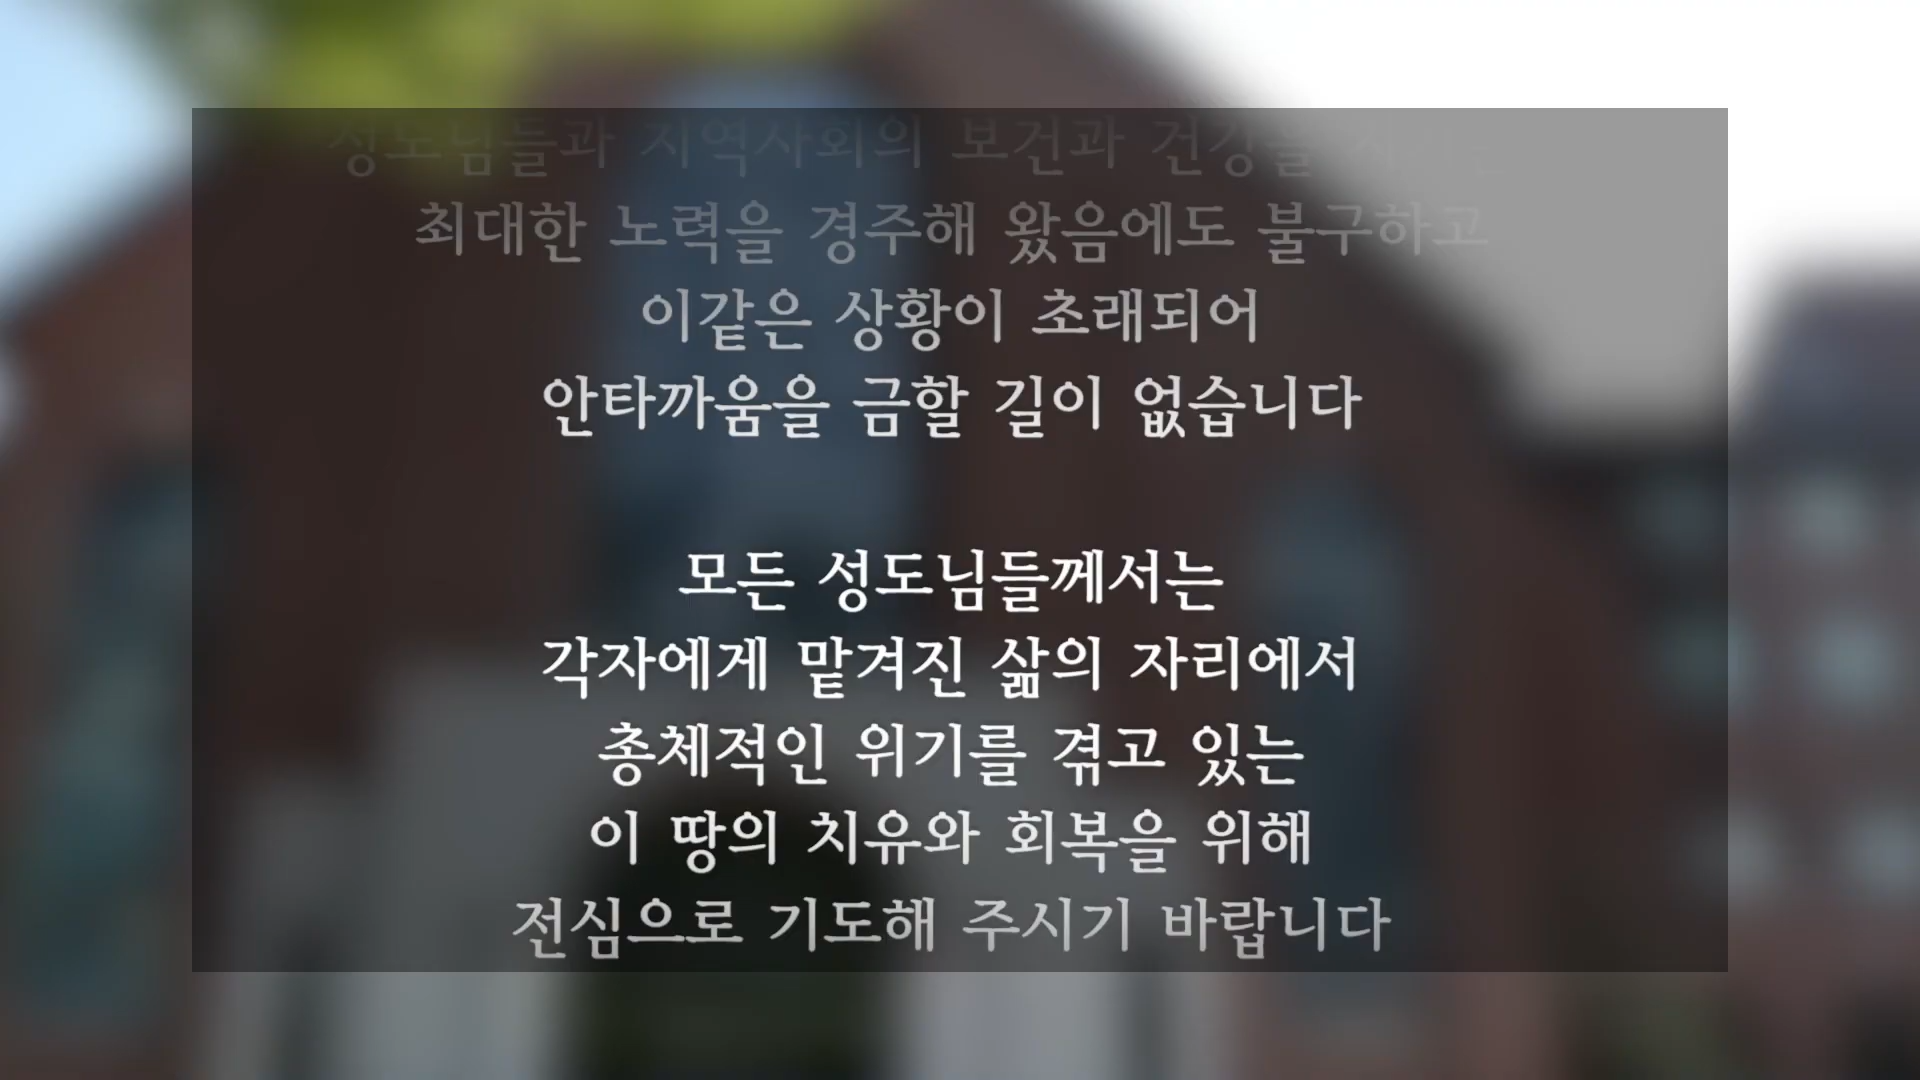 성도님들과 지역사회의 보건과 건강을
최대한 노력을 경주해 왔음에도 불구하고
이같은 상황이 초래되어
안타까움을 금할 길이 없습니다
모든 성도님들께서는
각자에게 맡겨진 삶의 자리에서
총체적인 위기를 겪고 있는
이 땅의 치유와 회복을 위해
전심으로 기도해 주시기 바랍니다